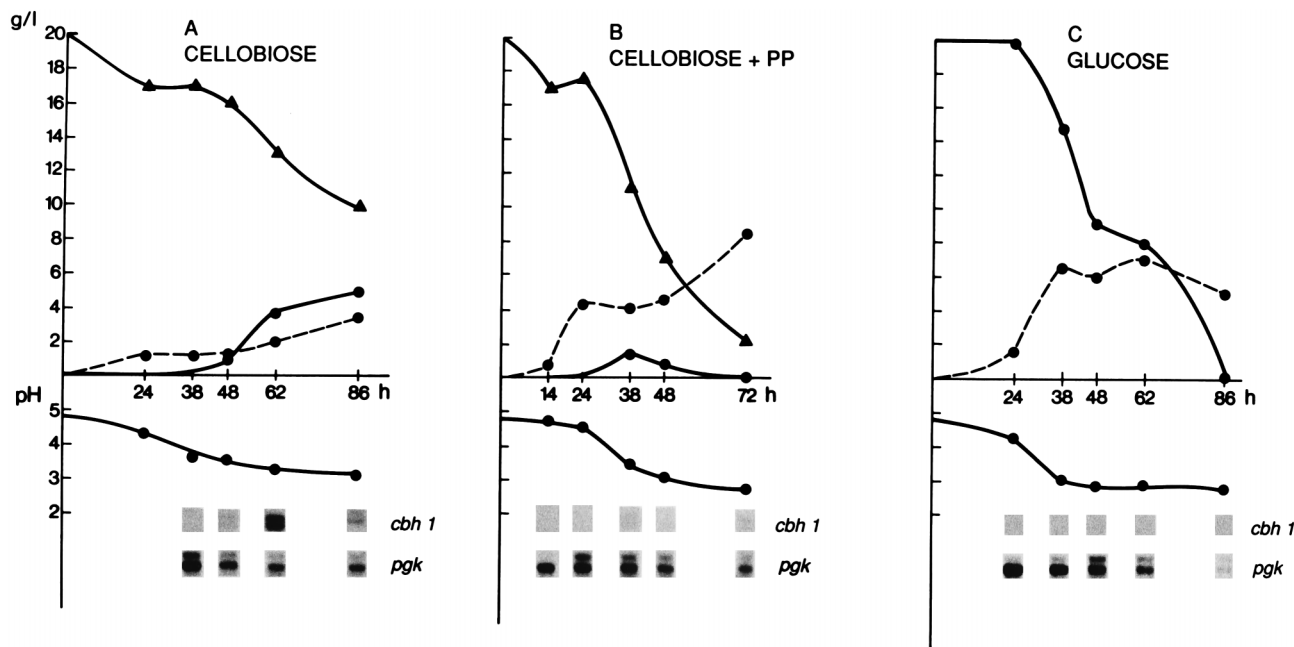 g/l
A
CELLOBIOSE
20
18
16
14
12
10
8
6
4
2
24 38 48 62 86 h
pH
5
4
3
2
cbh 1
pgk
B
CELLOBIOSE + PP
14 24 38 48 72 h
cbh 1
pgk
C
GLUCOSE
24 38 48 62 86 h
cbh 1
pgk